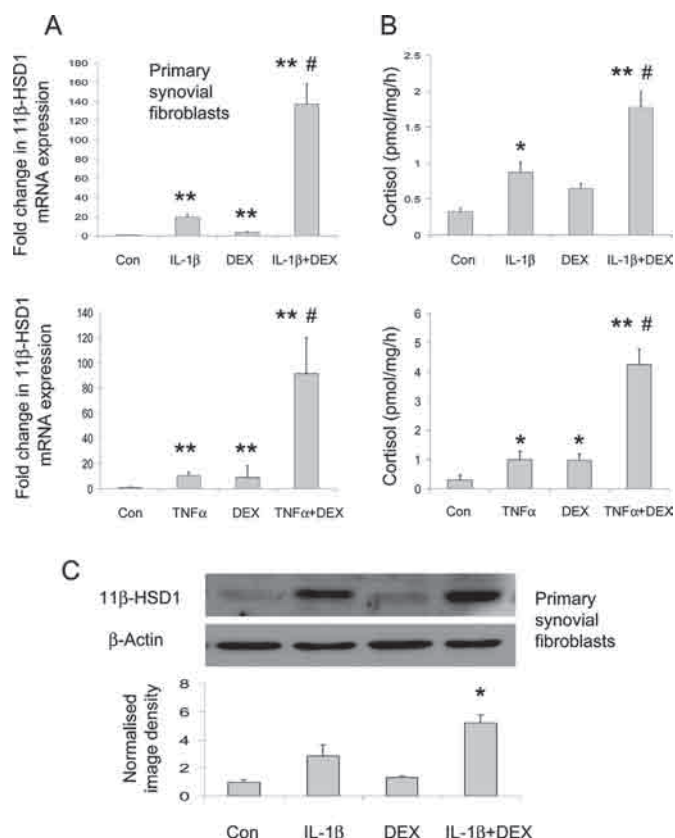 A
Fold change in 11β-HSD1
mRNA expression
180
160
140
120
100
80
60
40
20
0
Primary
synovial
fibroblasts
**
**
** #
Con IL-1β DEX IL-1β+DEX
B
Cortisol (pmol/mg/h)
2.5
2
1.5
1
0.5
0
*
** #
Con IL-1β DEX IL-1β+DEX
Fold change in 11β-HSD1
mRNA expression
140
120
100
80
60
40
20
0
**
**
** #
Con TNFα DEX TNFα+DEX
Cortisol (pmol/mg/h)
6
5
4
3
2
1
0
*
*
** #
Con TNFα DEX TNFα+DEX
C
11β-HSD1
β-Actin
Primary
synovial
fibroblasts
Normalised
image density
8
6
4
2
0
*
Con IL-1ß DEX IL-1ß+DEX